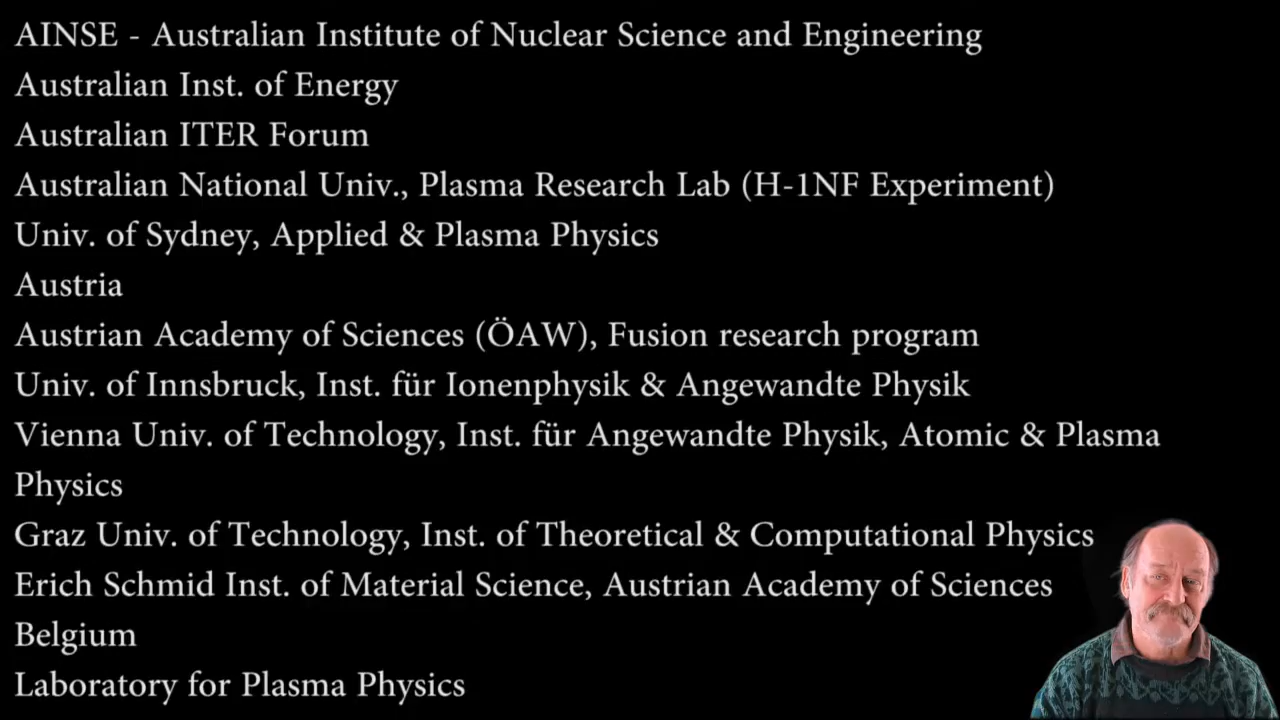 AINSE - Australian Institute of Nuclear Science and Engineering
Australian Inst. of Energy
Australian ITER Forum
Australian National Univ., Plasma Research Lab (H-1NF Experiment)
Univ. of Sydney, Applied & Plasma Physics
Austria
Austrian Academy of Sciences (ÖAW), Fusion research program
Univ. of Innsbruck, Inst. für Ionenphysik & Angewandte Physik
Vienna Univ. of Technology, Inst. für Angewandte Physik, Atomic & Plasma
Physics
Graz Univ. of Technology, Inst. of Theoretical & Computational Physics
Erich Schmid Inst. of Material Science, Austrian Academy of Sciences
Belgium
Laboratory for Plasma Physics